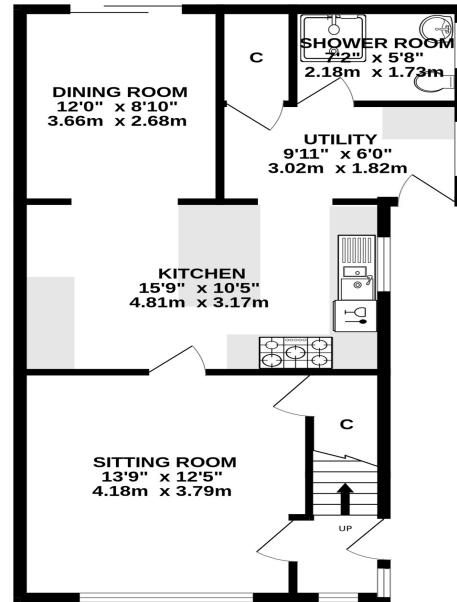 SHOWER ROOM
7'2" x 5'8"
2.18m x 1.73m
C
DINING ROOM
12'0" x 8'10"
3.66m x 2.68m
UTILITY
9'11" x 6'0"
3.02m x 1.82m
KITCHEN
15'9" x 10'5"
4.81m x 3.17m
C
SITTING ROOM
13'9" x 12'5"
4.18m x 3.79m
UP